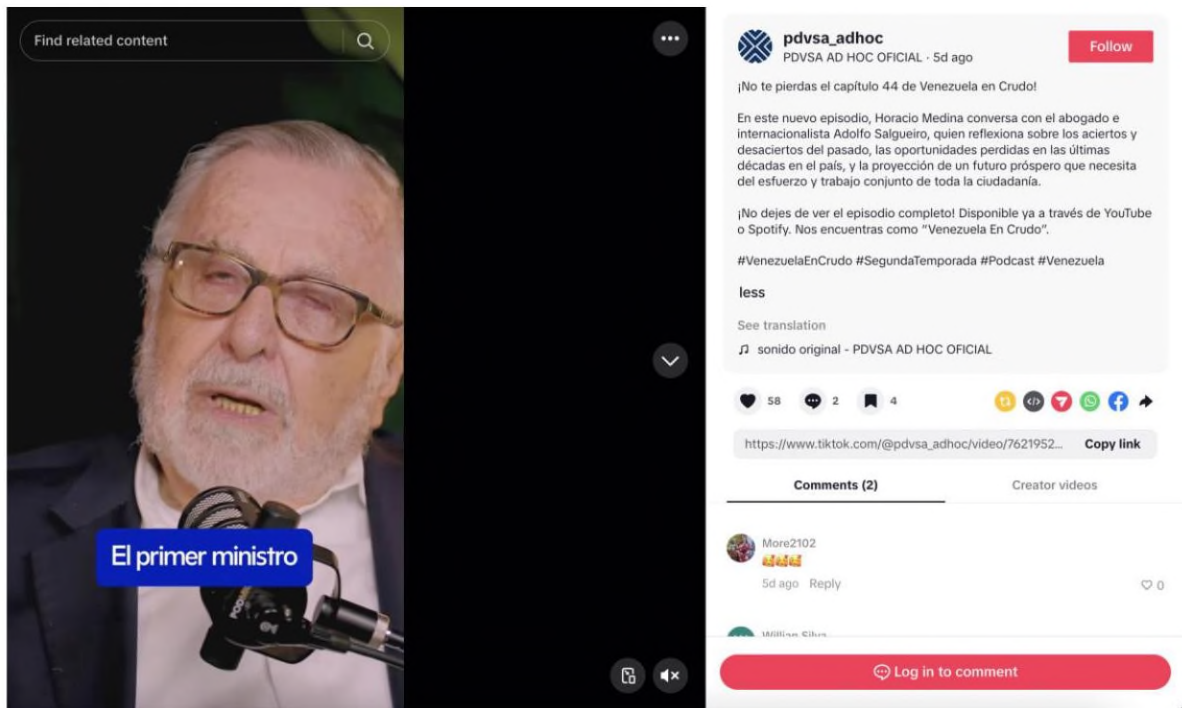 Find related content
El primer ministro
pdvsa_adhoc
PDVSA AD HOC OFICIAL · 5d ago
Follow
¡No te pierdas el capítulo 44 de Venezuela en Crudo!
En este nuevo episodio, Horacio Medina conversa con el abogado e
internacionalista Adolfo Salgueiro, quien reflexiona sobre los aciertos y
desaciertos del pasado, las oportunidades perdidas en las últimas
décadas en el país, y la proyección de un futuro próspero que necesita
del esfuerzo y trabajo conjunto de toda la ciudadanía.
¡No dejes de ver el episodio completo! Disponible ya a través de YouTube
o Spotify. Nos encuentras como “Venezuela En Crudo”.
#VenezuelaEnCrudo #SegundaTemporada #Podcast #Venezuela
less
See translation
sonido original - PDVSA AD HOC OFICIAL
58 2 4
https://www.tiktok.com/@pdvsa_adhoc/video/7621952... Copy link
Comments (2) Creator videos
More2102
5d ago Reply 0
Willian Silva
Log in to comment